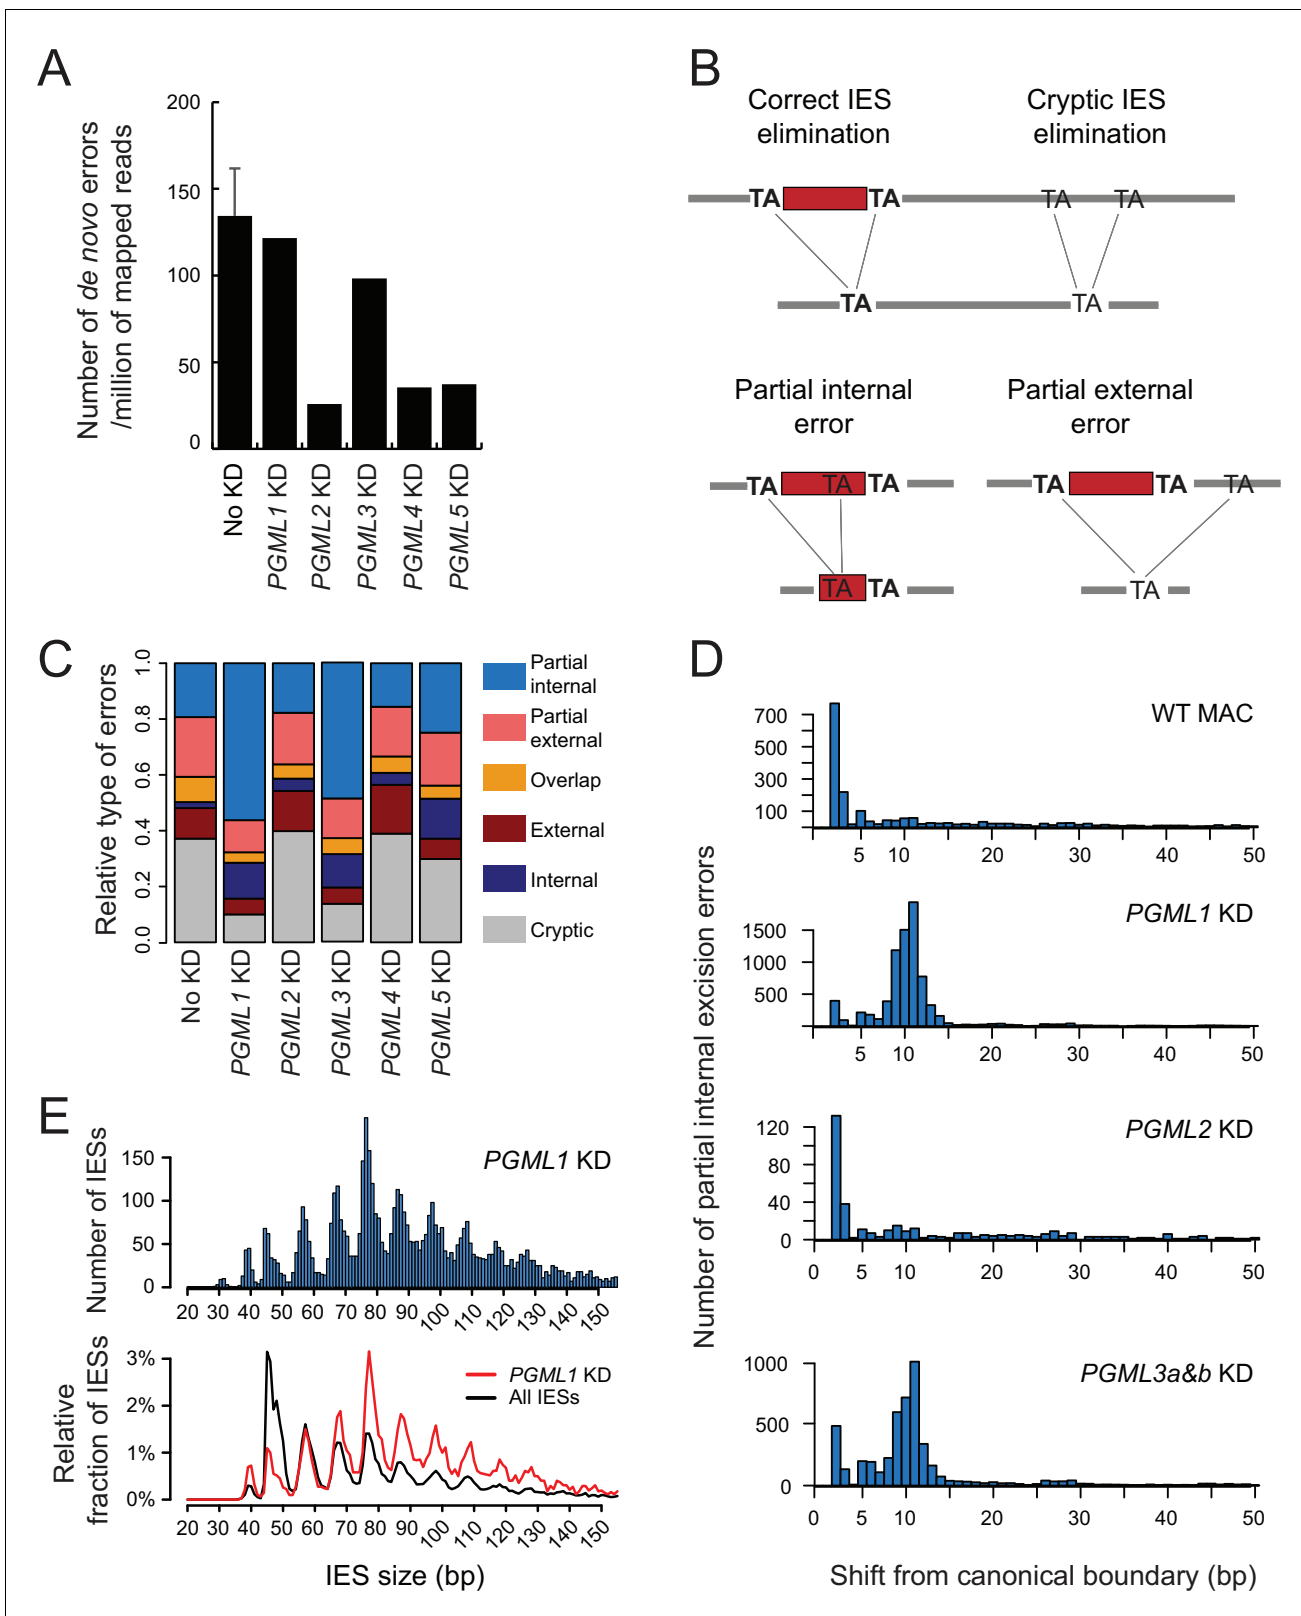 A
Number of de novo errors
/million of mapped reads
200
150
100
50
0
No KD
PGML1 KD
PGML2 KD
PGML3 KD
PGML4 KD
PGML5 KD
B
Correct IES
elimination
Cryptic IES
elimination
TA TA TA TA
TA TA
Partial internal
error
Partial external
error
TA TA TA
TA TA TA
TA TA
TA
C
Relative type of errors
1.0
0.8
0.6
0.4
0.2
0.0
No KD
PGML1 KD
PGML2 KD
PGML3 KD
PGML4 KD
PGML5 KD
Partial
internal
Partial
external
Overlap
External
Internal
Cryptic
D
Number of partial internal excision errors
WT MAC
700
500
300
100
5 10 20 30 40 50
PGML1 KD
1500
1000
500
5 10 20 30 40 50
PGML2 KD
120
80
40
0
0 5 10 20 30 40 50
PGML3a&b KD
1000
500
0
0 5 10 20 30 40 50
Shift from canonical boundary (bp)
E
Number of IESs
PGML1 KD
150
100
50
0
20 30 40 50 60 70 80 90 100 110 120 130 140 150
Relative
fraction of IESs
3%
2%
1%
0%
PGML1 KD
All IESs
20 30 40 50 60 70 80 90 100 110 120 130 140 150
IES size (bp)